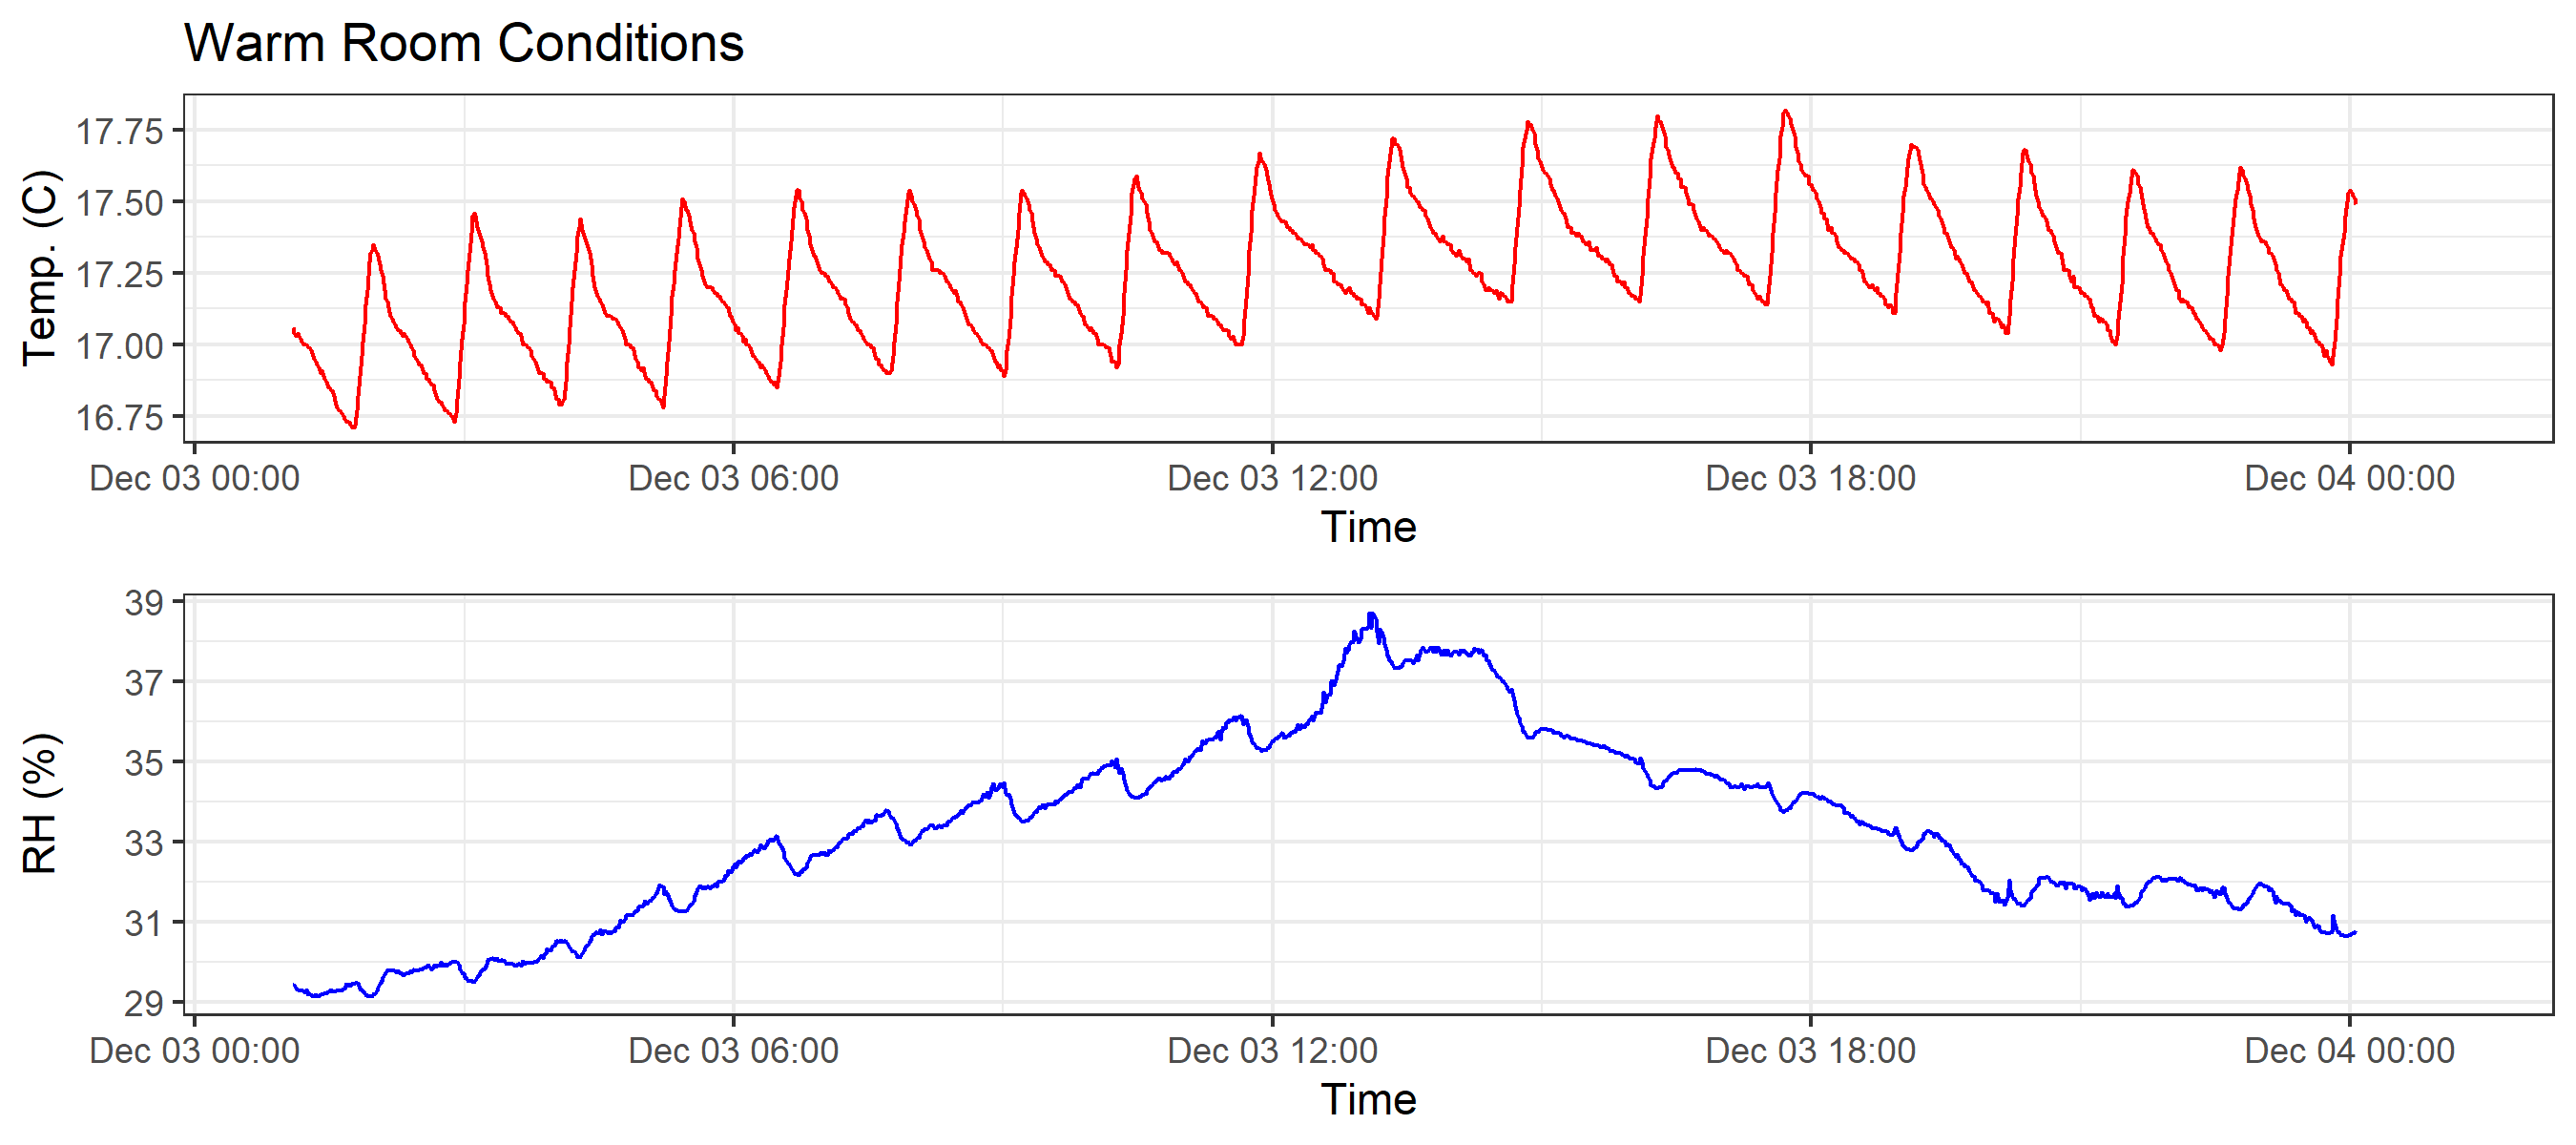 Warm Room Conditions
Temp. (C)
17.75
17.50
17.25
17.00
16.75
Dec 03 00:00 Dec 03 06:00 Dec 03 12:00 Dec 03 18:00 Dec 04 00:00
Time
RH (%)
39
37
35
33
31
29
Dec 03 00:00 Dec 03 06:00 Dec 03 12:00 Dec 03 18:00 Dec 04 00:00
Time